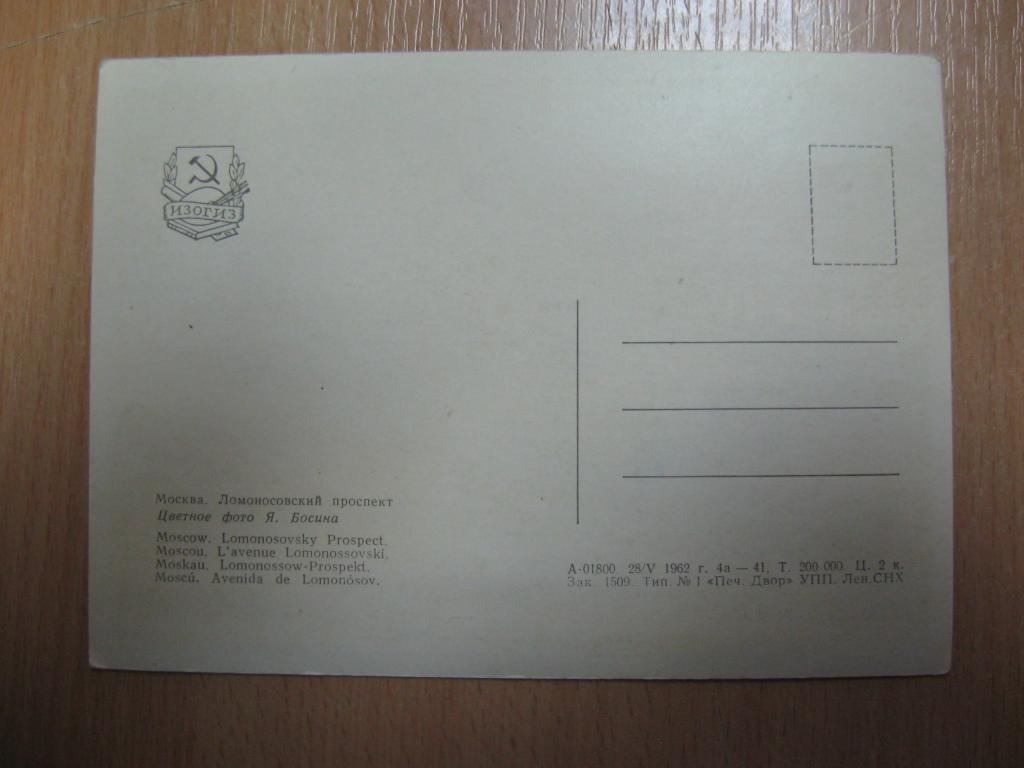 ИЗОГИЗ
Москва. Ломоносовский проспект
Цветное фото Я. Босина
Moscow. Lomonosovsky Prospect.
Moscou. L'avenue Lomonossovski.
Moskau. Lomonossow-Prospekt.
Moscú. Avenida de Lomonósov.
А-01800. 28/V 1962 г. 4а — 41, Т. 200 000. Ц. 2 к.
Зак. 1509. Тип. № 1 «Печ. Двор» УПП. Лен.СНХ